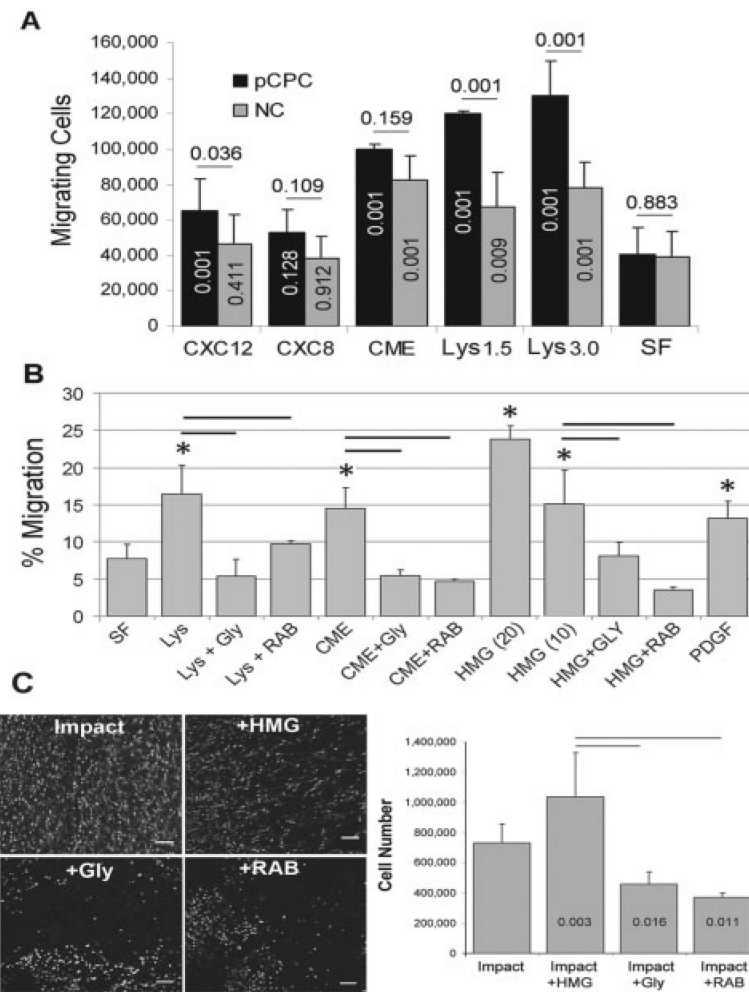 A
160,000
140,000
120,000
100,000
80,000
60,000
40,000
20,000
0
Migrating Cells
pCPC
NC
0.036
0.109
0.159
0.001
0.001
0.883
0.001
0.411
0.128
0.912
0.001
0.001
0.001
0.009
0.001
0.001
CXC12 CXC8 CME Lys1.5 Lys3.0 SF
B
30
25
20
15
10
5
0
% Migration
* * * * *
SF Lys Lys + Gly Lys + RAB CME CME+Gly CME+RAB HMG (20) HMG (10) HMG+GLY HMG+RAB PDGF
C
Impact
+HMG
+Gly
+RAB
1,400,000
1,200,000
1,000,000
800,000
600,000
400,000
200,000
0
Cell Number
0.003 0.016 0.011
Impact Impact Impact Impact
+HMG +Gly +RAB